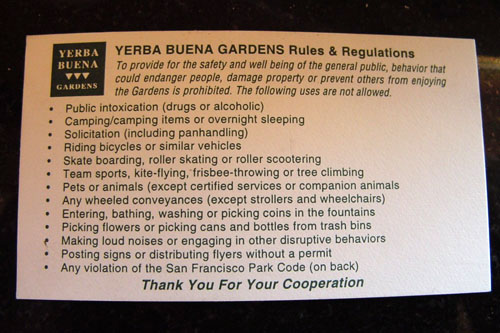 YERBA
BUENA
GARDENS
YERBA BUENA GARDENS Rules & Regulations
To provide for the safety and well being of the general public, behavior that
could endanger people, damage property or prevent others from enjoying
the Gardens is prohibited. The following uses are not allowed.
• Public intoxication (drugs or alcoholic)
• Camping/camping items or overnight sleeping
• Solicitation (including panhandling)
• Riding bicycles or similar vehicles
• Skate boarding, roller skating or roller scootering
• Team sports, kite-flying, frisbee-throwing or tree climbing
• Pets or animals (except certified services or companion animals
• Any wheeled conveyances (except strollers and wheelchairs)
• Entering, bathing, washing or picking coins in the fountains
• Picking flowers or picking cans and bottles from trash bins
• Making loud noises or engaging in other disruptive behaviors
• Posting signs or distributing flyers without a permit
• Any violation of the San Francisco Park Code (on back)
Thank You For Your Cooperation